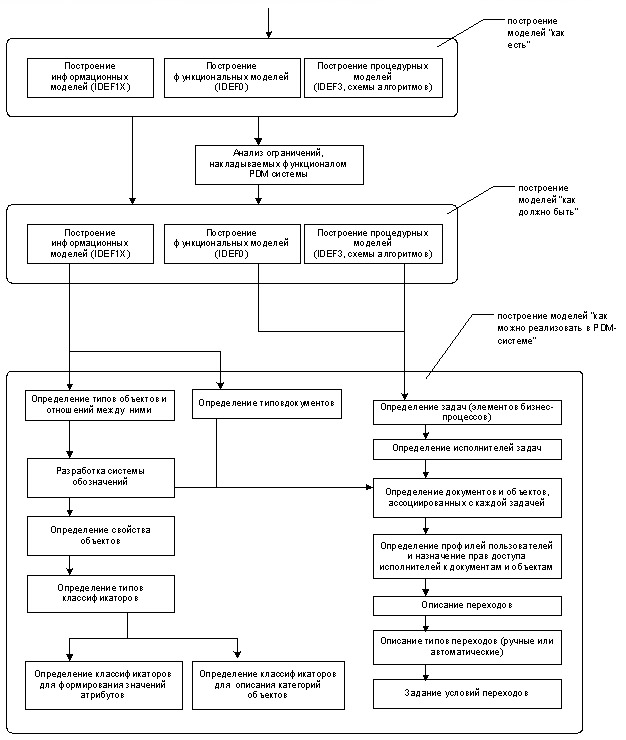 построение
моделей "как
есть"
Построение
информационных
моделей (IDEF1X)
Построение
функциональных моделей
(IDEF0)
Построение процедурных
моделей
(IDEF3, схемы алгоритмов)
Анализ ограничений,
накладываемых функционалом
PDM системы
построение
моделей "как
должно быть"
Построение
информационных
моделей (IDEF1X)
Построение
функциональных моделей
(IDEF0)
Построение процедурных
моделей
(IDEF3, схемы алгоритмов)
построение моделей "как
можно реализовать в PDM-
системе"
Определение типов объектов и
отношений между ними
Определение типовдокументов
Определение задач (элементов бизнес-
процессов)
Определение исполнителей задач
Разработка системы
обозначений
Определение документов и объектов,
ассоциированных с каждой задачей
Определение свойства
объектов
Определение профилей пользователей
и назначение прав доступа
исполнителей к документам и объектам
Определение типов
классификаторов
Описание переходов
Описание типов переходов (ручные или
автоматические)
Определение классификаторов
для формирования значений
атрибутов
Определение классификаторов
для описания категорий
объектов
Задание условий переходов